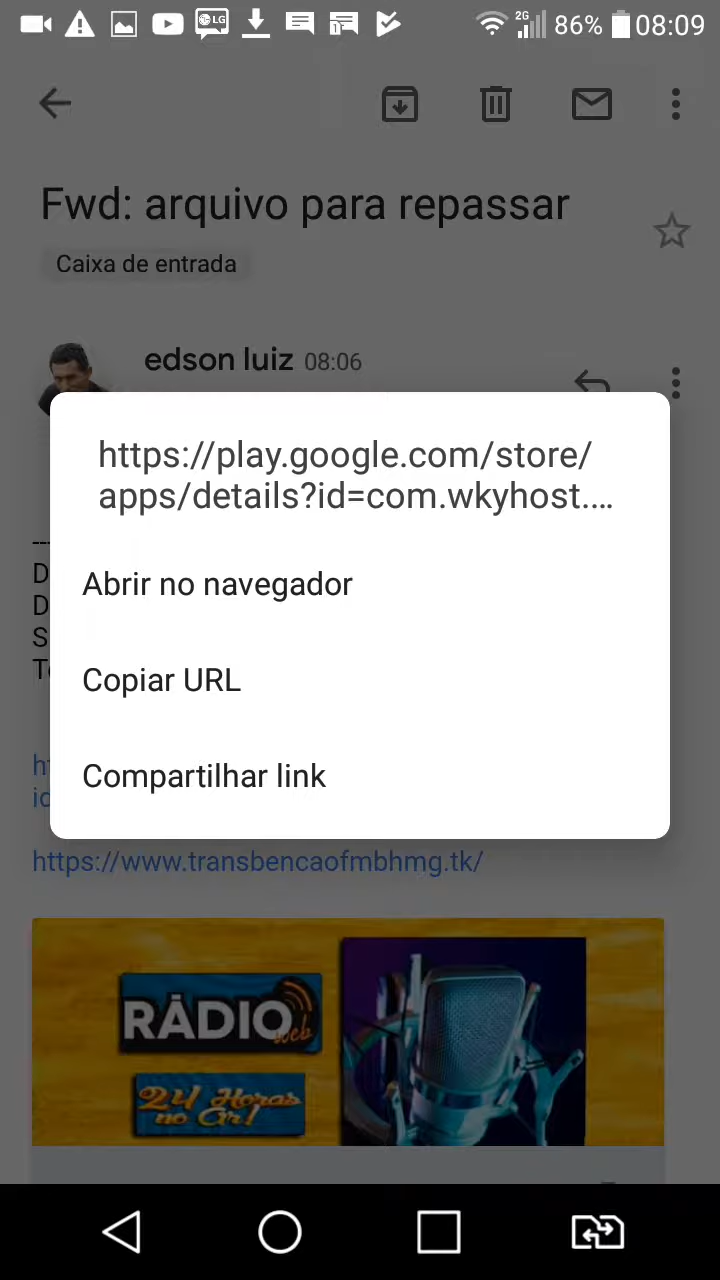 2G 86% 08:09
Fwd: arquivo para repassar
Caixa de entrada
edson luiz 08:06
https://play.google.com/store/
apps/details?id=com.wkyhost....
Abrir no navegador
Copiar URL
Compartilhar link
https://www.transbencaofmbhmg.tk/
RÁDIO
web
24 Horas
no Ar!